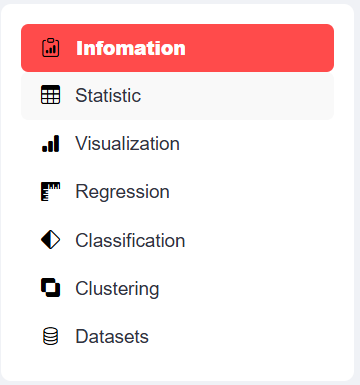 Infomation
Statistic
Visualization
Regression
Classification
Clustering
Datasets